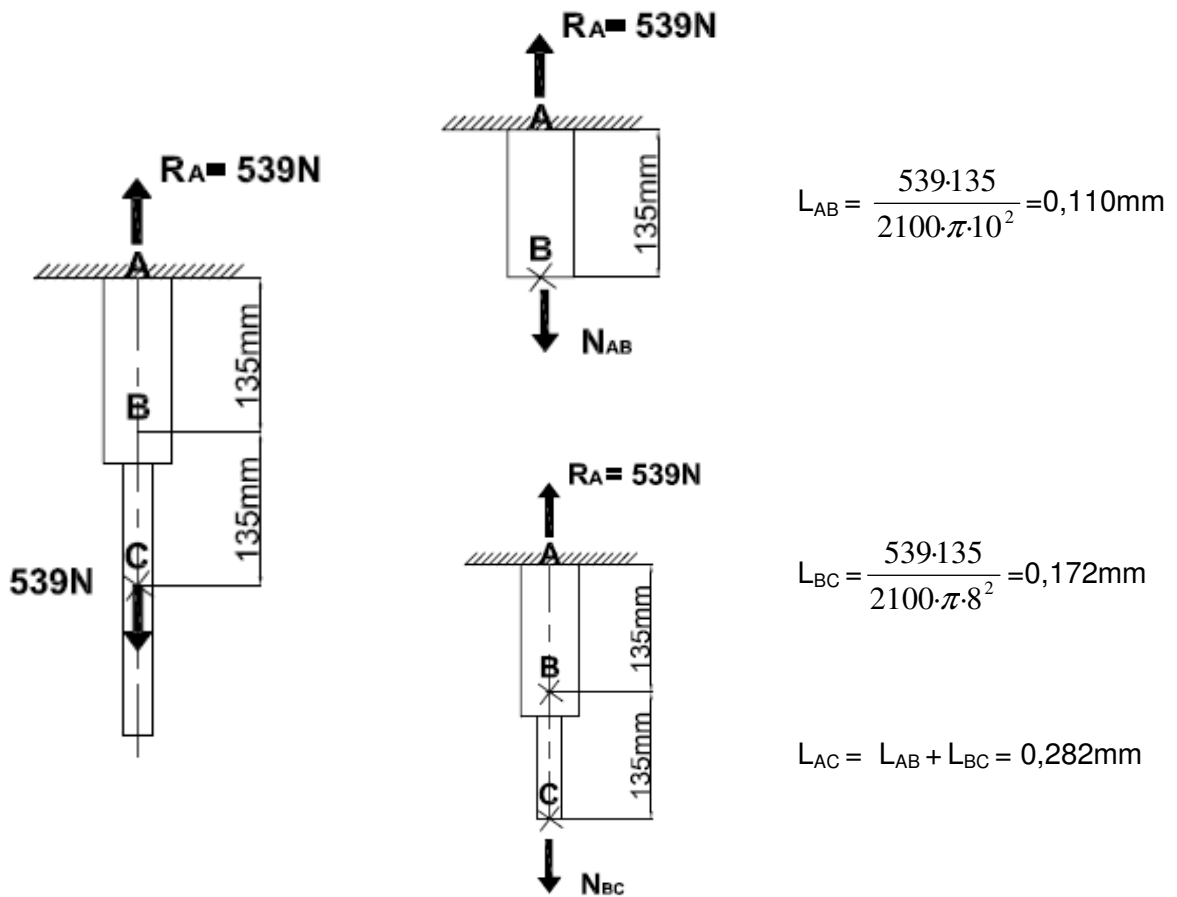 RA= 539N
A
135mm
B
135mm
C
539N
RA= 539N
A
135mm
B
NAB
LAB = 539·135 / 2100·π·10² =0,110mm
RA= 539N
A
135mm
B
135mm
C
NBC
LBC = 539·135 / 2100·π·8² =0,172mm
LAC = LAB + LBC = 0,282mm